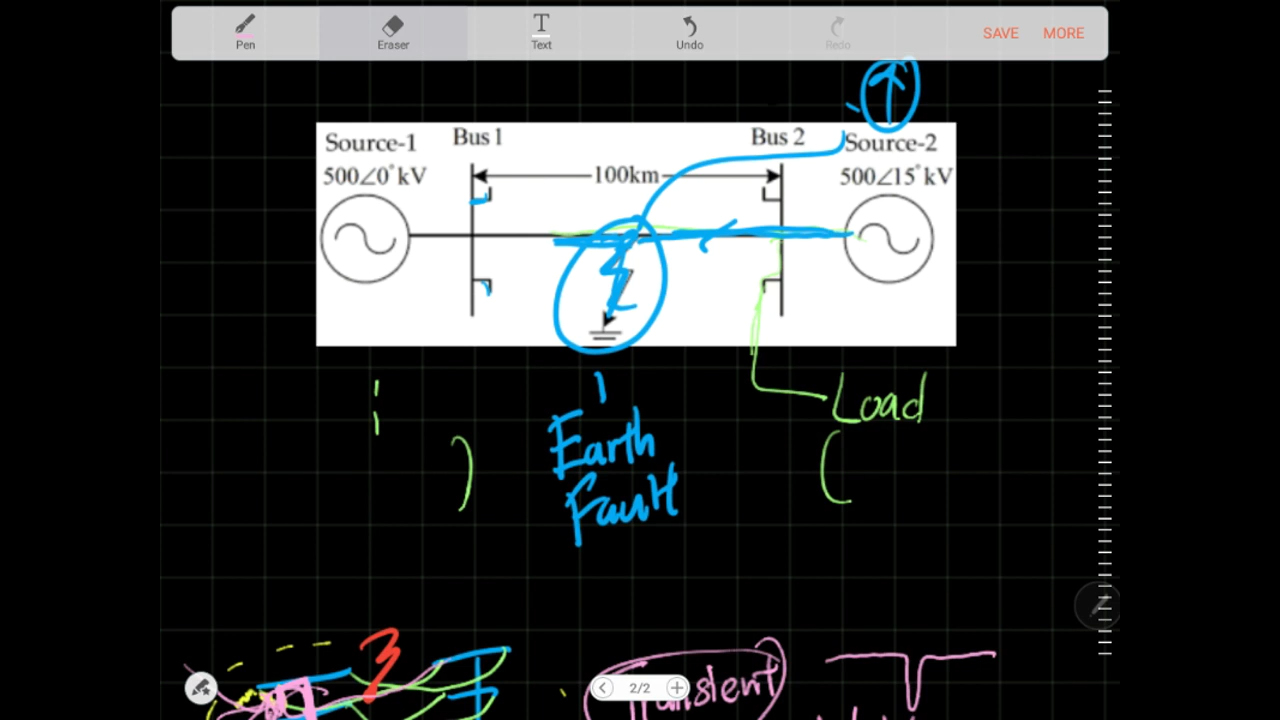 Pen
Eraser
T
Text
Undo
Redo
SAVE
MORE
Source-1
Bus 1
Bus 2
Source-2
500∠0° kV
100km
500∠15° kV
Load
Earth
Fault
Transient
2/2